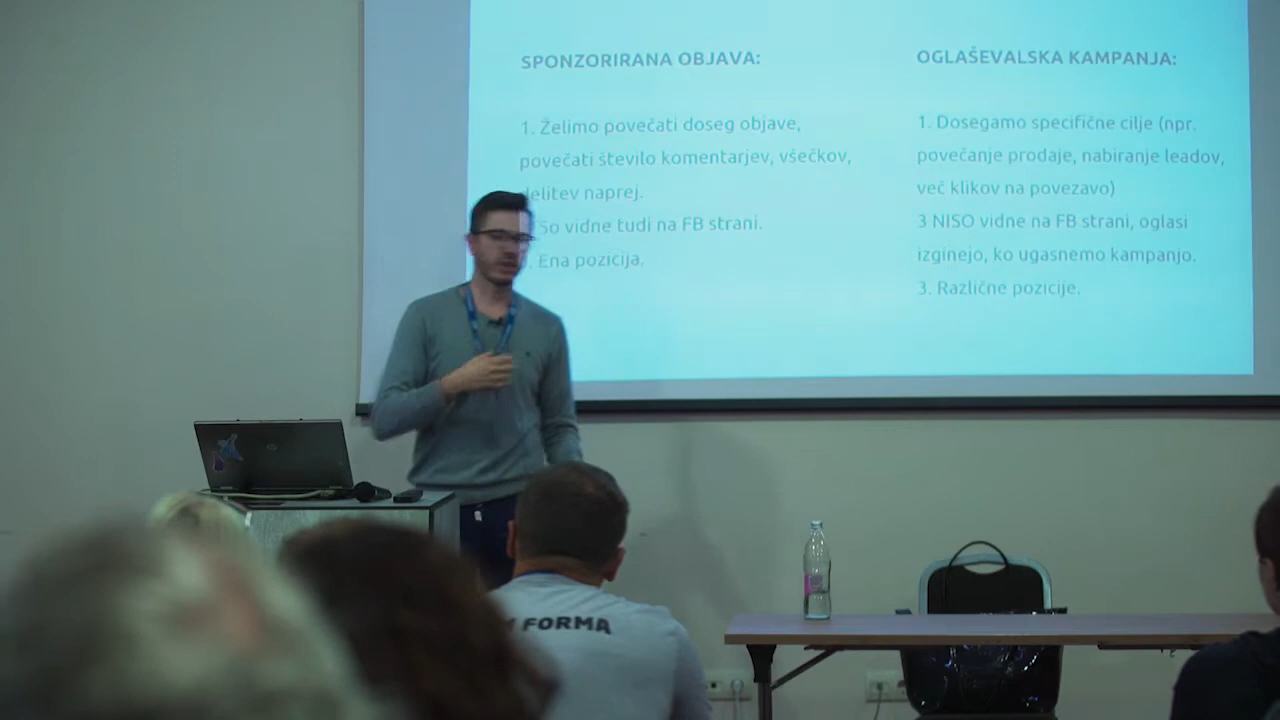 SPONZORIRANA OBJAVA:
1. Želimo povečati doseg objave,
povečati število komentarjev, všečkov,
delitev naprej.
So vidne tudi na FB strani.
Ena pozicija.
OGLAŠEVALSKA KAMPANJA:
1. Dosegamo specifične cilje (npr.
povečanje prodaje, nabiranje leadov,
več klikov na povezavo)
3 NISO vidne na FB strani, oglasi
izginejo, ko ugasnemo kampanjo.
3. Različne pozicije.
FORMA